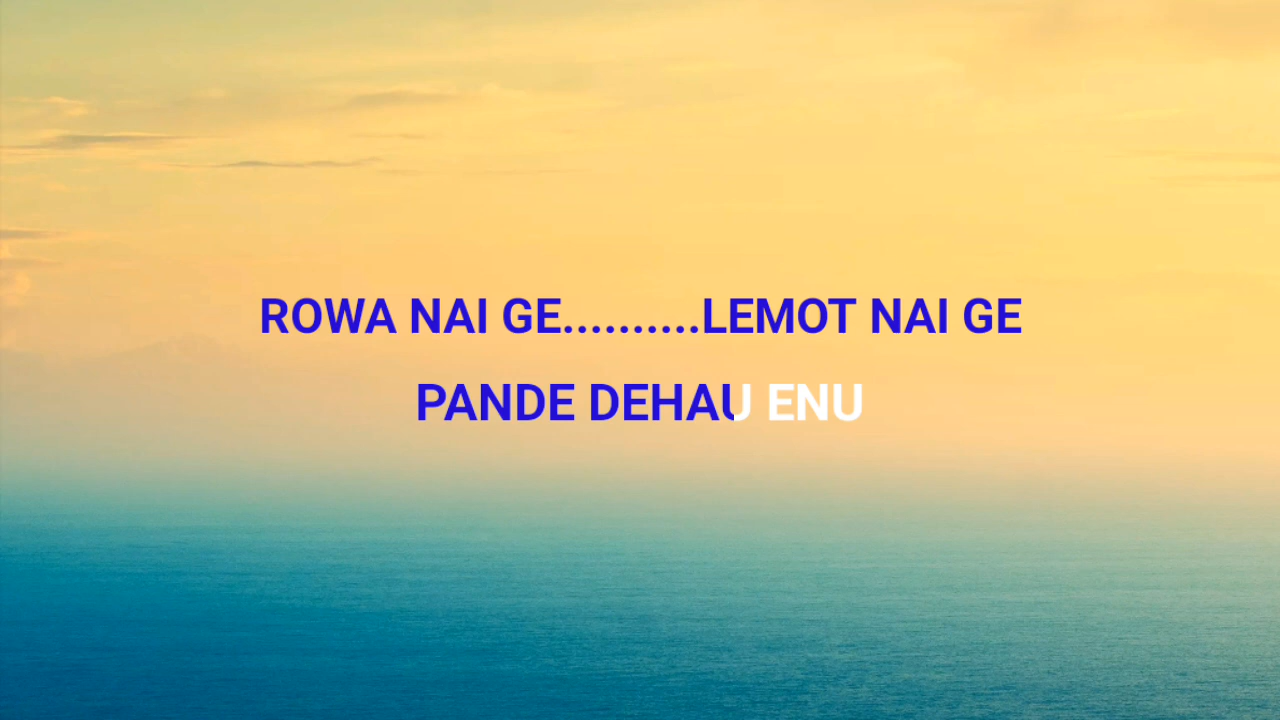 ROWA NAI GE..........LEMOT NAI GE
PANDE DEHAU ENU